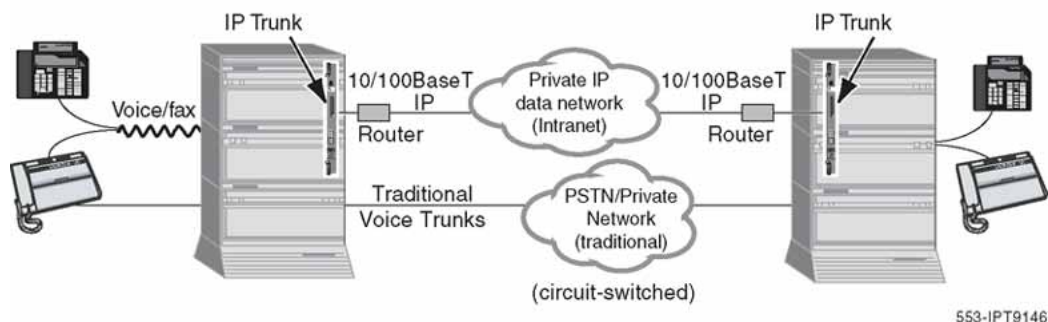 IP Trunk
IP Trunk
10/100BaseT
IP
Router
Private IP
data network
(Intranet)
10/100BaseT
IP
Router
Voice/fax
Traditional
Voice Trunks
PSTN/Private
Network
(traditional)
(circuit-switched)
553-IPT9146